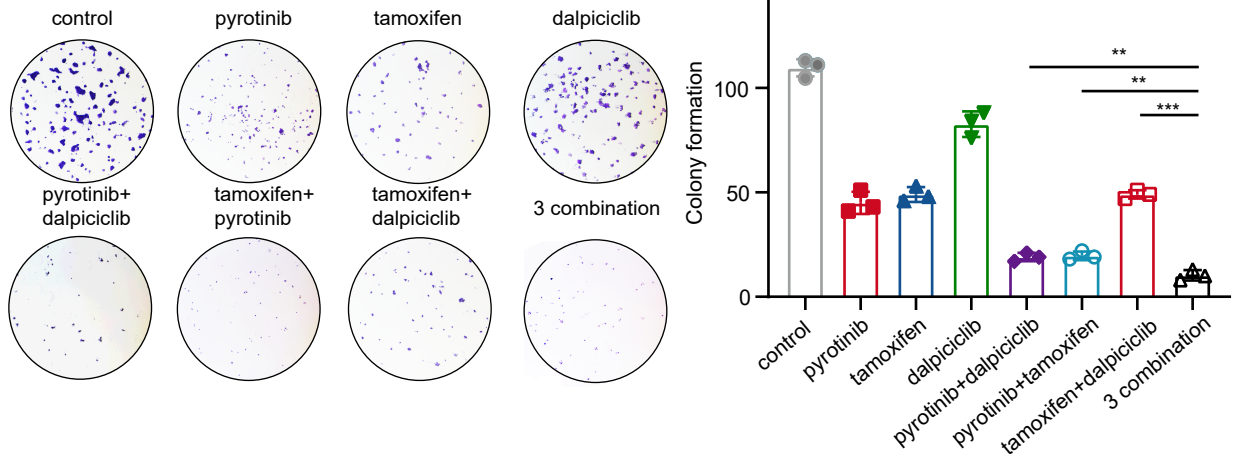 control
pyrotinib
tamoxifen
dalpiciclib
pyrotinib+
dalpiciclib
tamoxifen+
pyrotinib
tamoxifen+
dalpiciclib
3 combination
Colony formation
100
50
0
**
**
***
control
pyrotinib
tamoxifen
dalpiciclib
pyrotinib+dalpiciclib
pyrotinib+tamoxifen
tamoxifen+dalpiciclib
3 combination